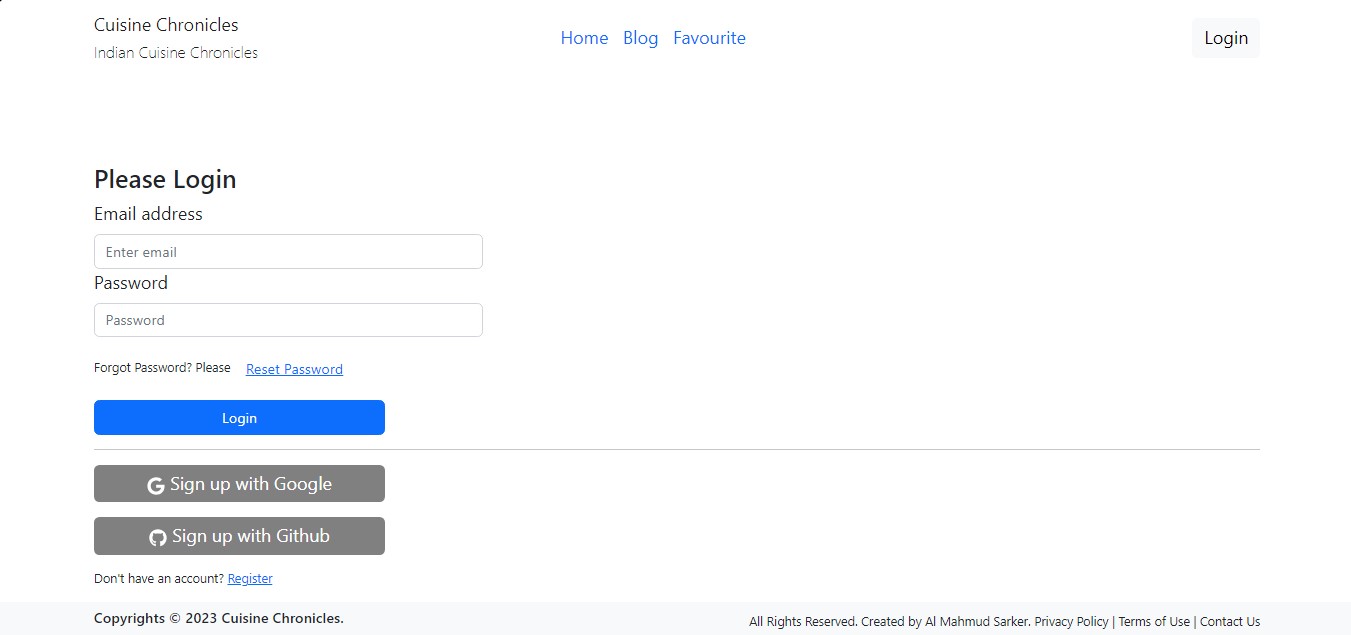 Cuisine Chronicles
Indian Cuisine Chronicles
Home Blog Favourite
Login
Please Login
Email address
Enter email
Password
Password
Forgot Password? Please Reset Password
Login
Sign up with Google
Sign up with Github
Don't have an account? Register
Copyrights © 2023 Cuisine Chronicles.
All Rights Reserved. Created by Al Mahmud Sarker. Privacy Policy | Terms of Use | Contact Us